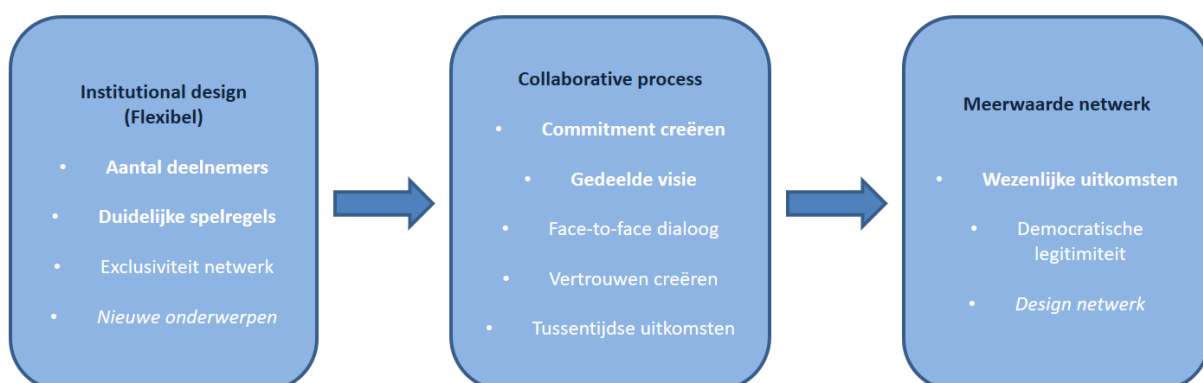 Institutional design
(Flexibel)
• Aantal deelnemers
• Duidelijke spelregels
• Exclusiviteit netwerk
• Nieuwe onderwerpen
Collaborative process
• Commitment creëren
• Gedeelde visie
• Face-to-face dialoog
• Vertrouwen creëren
• Tussentijdse uitkomsten
Meerwaarde netwerk
• Wezenlijke uitkomsten
• Democratische
legitimiteit
• Design netwerk